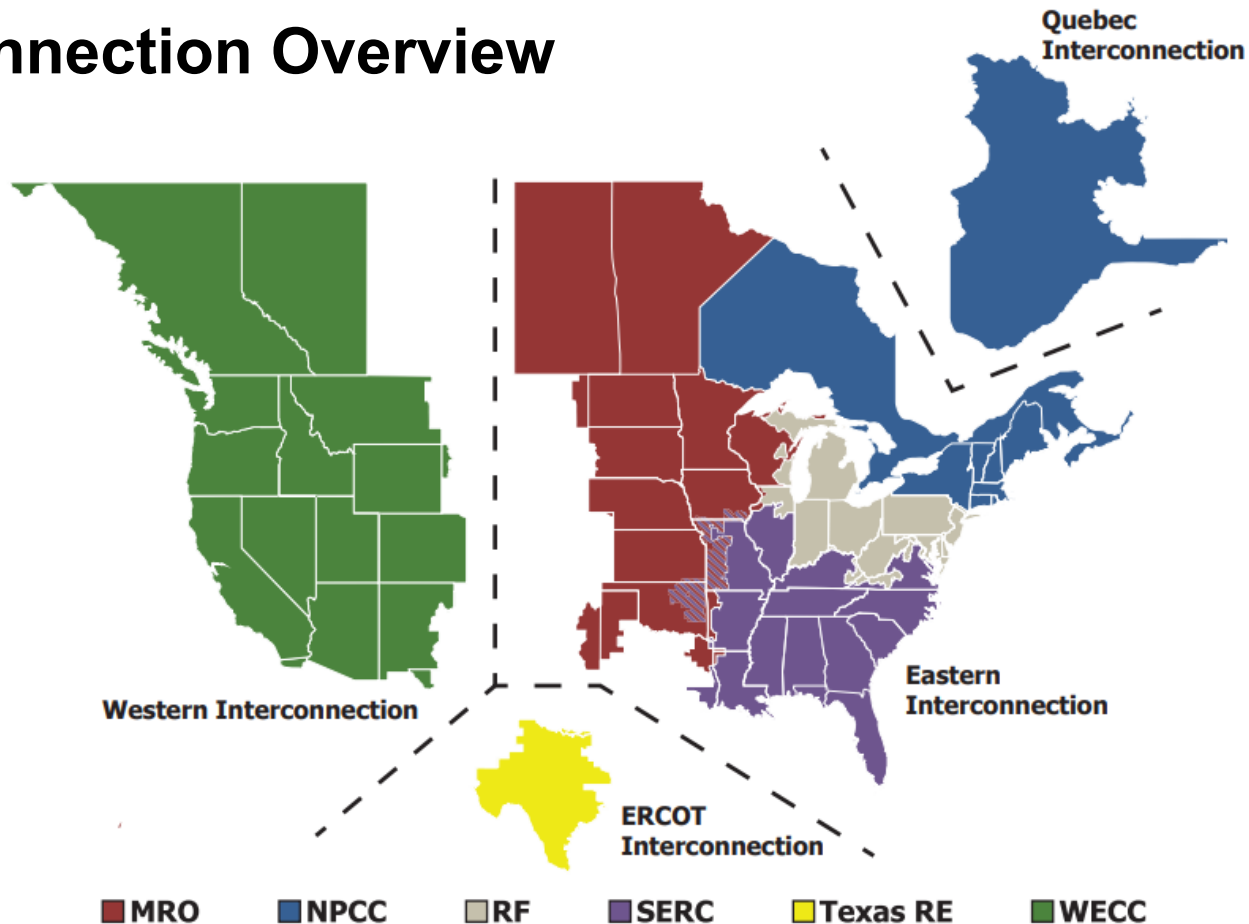 nnection Overview
Quebec
Interconnection
Western Interconnection
Eastern
Interconnection
ERCOT
Interconnection
MRO NPCC RF SERC Texas RE WECC